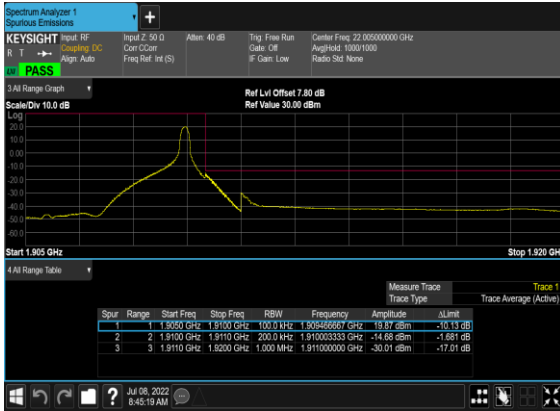 Spectrum Analyzer 1
Spurious Emissions
+
KEYSIGHT
R T
LXI
PASS
Input: RF
Coupling: DC
Align: Auto
Input Z: 50 Ω
Corr CCorr
Freq Ref: Int (S)
Atten: 40 dB
Trig: Free Run
Gate: Off
IF Gain: Low
Center Freq: 22.005000000 GHz
Avg|Hold: 1000/1000
Radio Std: None
3 All Range Graph
Scale/Div 10.0 dB
Ref Lvl Offset 7.80 dB
Ref Value 30.00 dBm
Log
20.0
10.0
0.00
-10.0
-20.0
-30.0
-40.0
-50.0
-60.0
Start 1.905 GHz
Stop 1.920 GH
4 All Range Table
Measure Trace Trace 1
Trace Type Trace Average (Active)
Spur Range Start Freq Stop Freq RBW Frequency Amplitude ΔLimit
1 1 1.9050 GHz 1.9100 GHz 100.0 kHz 1.909466667 GHz 19.87 dBm -10.13 dB
2 2 1.9100 GHz 1.9110 GHz 200.0 kHz 1.910003333 GHz -14.68 dBm -1.681 dB
3 3 1.9110 GHz 1.9200 GHz 1.000 MHz 1.911000000 GHz -30.01 dBm -17.01 dB
?
Jul 08, 2022
8:45:19 AM